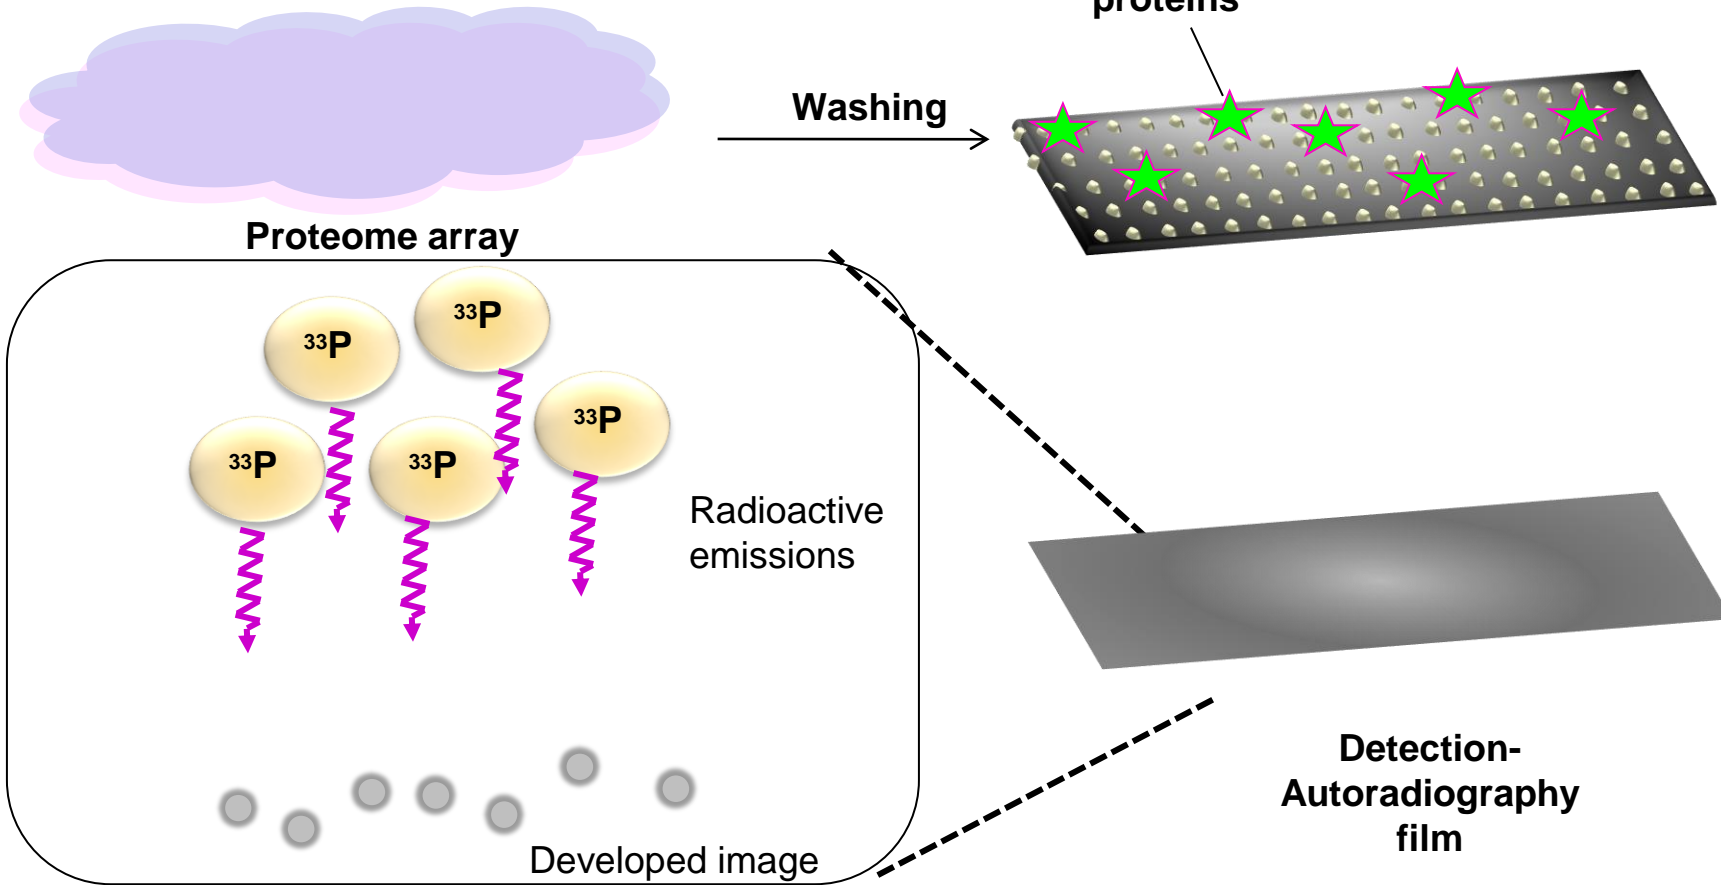 proteins
Washing
Proteome array
³³P
³³P
³³P
³³P
³³P
Radioactive
emissions
Detection-
Autoradiography
film
Developed image